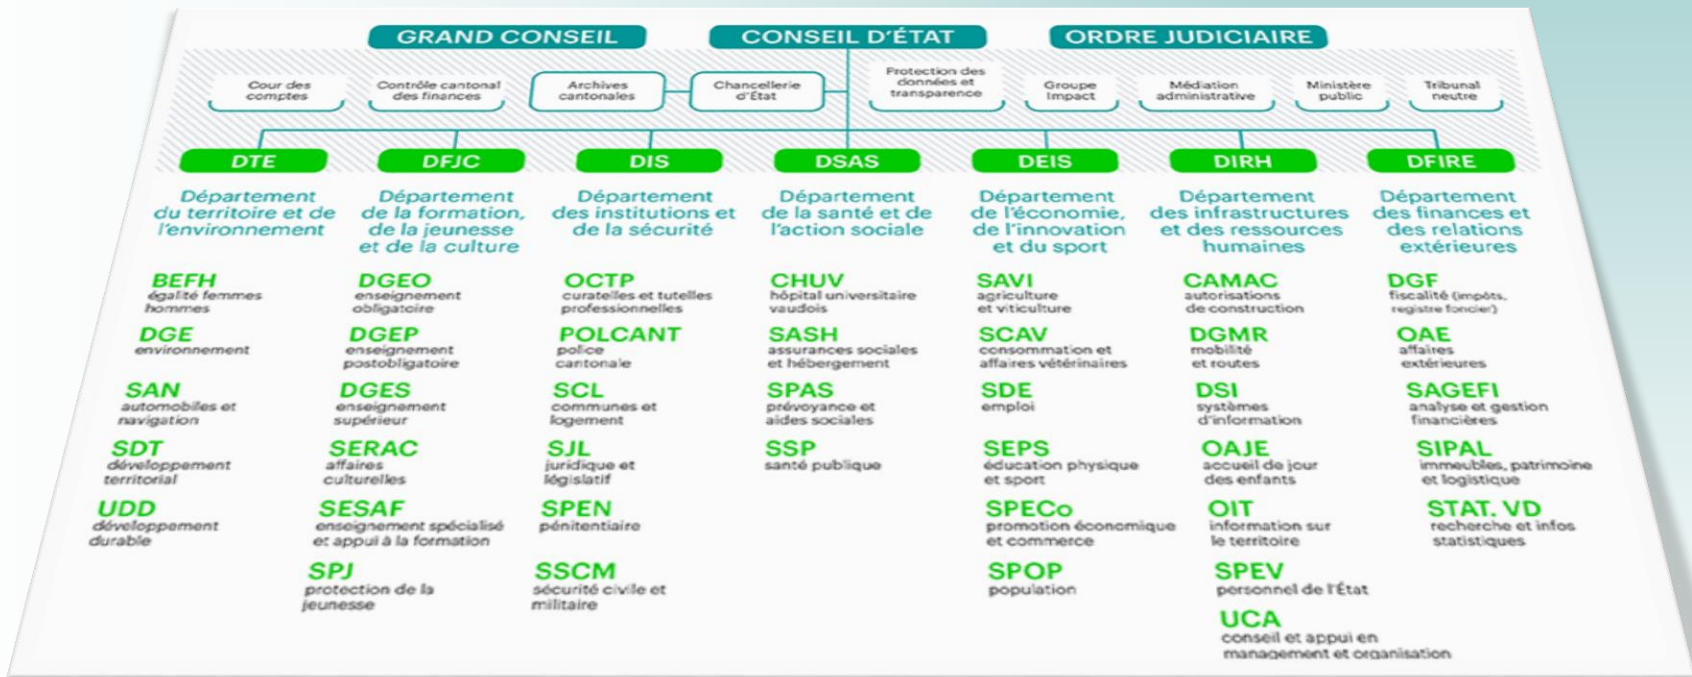 GRAND CONSEIL
CONSEIL D'ÉTAT
ORDRE JUDICIAIRE
Cour des
comptes
Contrôle cantonal
des finances
Archives
cantonales
Chancellerie
d'État
Protection des
données et
transparence
Groupe
Impact
Médiation
administrative
Ministère
public
Tribunal
neutre
DTE
Département
du territoire et de
l'environnement
BEFH
égalité femmes
hommes
DGE
environnement
SAN
automobiles et
navigation
SDT
développement
territorial
UDD
développement
durable
DFJC
Département
de la formation,
de la jeunesse
et de la culture
DGEO
enseignement
obligatoire
DGEP
enseignement
postobligatoire
DGES
enseignement
supérieur
SERAC
affaires
culturelles
SESAF
enseignement spécialisé
et appui à la formation
SPJ
protection de la
jeunesse
DIS
Département
des institutions et
de la sécurité
OCTP
curatelles et tutelles
professionnelles
POLCANT
police
cantonale
SCL
communes et
logement
SJL
juridique et
législatif
SPEN
pénitentiaire
SSCM
sécurité civile et
militaire
DSAS
Département
de la santé et de
l'action sociale
CHUV
hôpital universitaire
vaudois
SASH
assurances sociales
et hébergement
SPAS
prévoyance et
aides sociales
SSP
santé publique
DEIS
Département
de l'économie,
de l'innovation
et du sport
SAVI
agriculture
et viticulture
SCAV
consommation et
affaires vétérinaires
SDE
emploi
SEPS
éducation physique
et sport
SPECo
promotion économique
et commerce
SPOP
population
DIRH
Département
des infrastructures
et des ressources
humaines
CAMAC
autorisations
de construction
DGMR
mobilité
et routes
DSI
systèmes
d'information
OAJE
accueil de jour
des enfants
OIT
information sur
le territoire
SPEV
personnel de l'État
UCA
conseil et appui en
management et organisation
DFIRE
Département
des finances et
des relations
extérieures
DGF
fiscalité (impôts,
registre foncier)
OAE
affaires
extérieures
SAGEFI
analyse et gestion
financières
SIPAL
immeubles, patrimoine
et logistique
STAT. VD
recherche et infos
statistiques